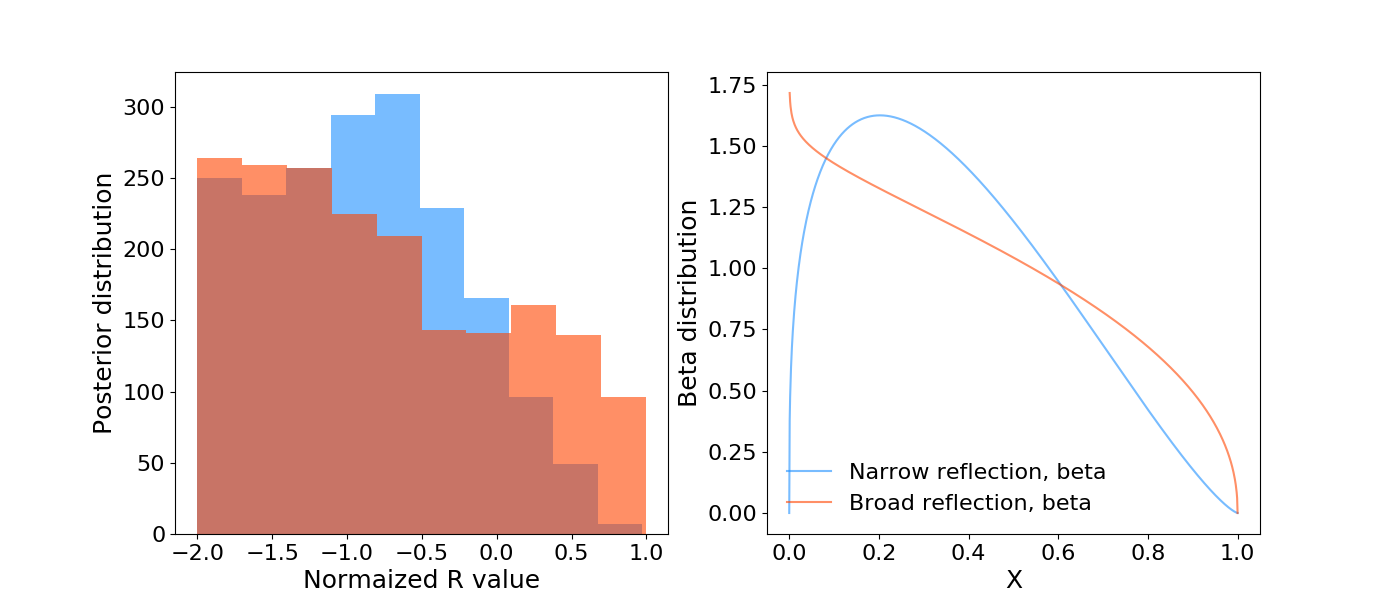 Posterior distribution
300
250
200
150
100
50
0
−2.0 −1.5 −1.0 −0.5 0.0 0.5 1.0
Normaized R value
Beta distribution
1.75
1.50
1.25
1.00
0.75
0.50
0.25
0.00
Narrow reflection, beta
Broad reflection, beta
0.0 0.2 0.4 0.6 0.8 1.0
X